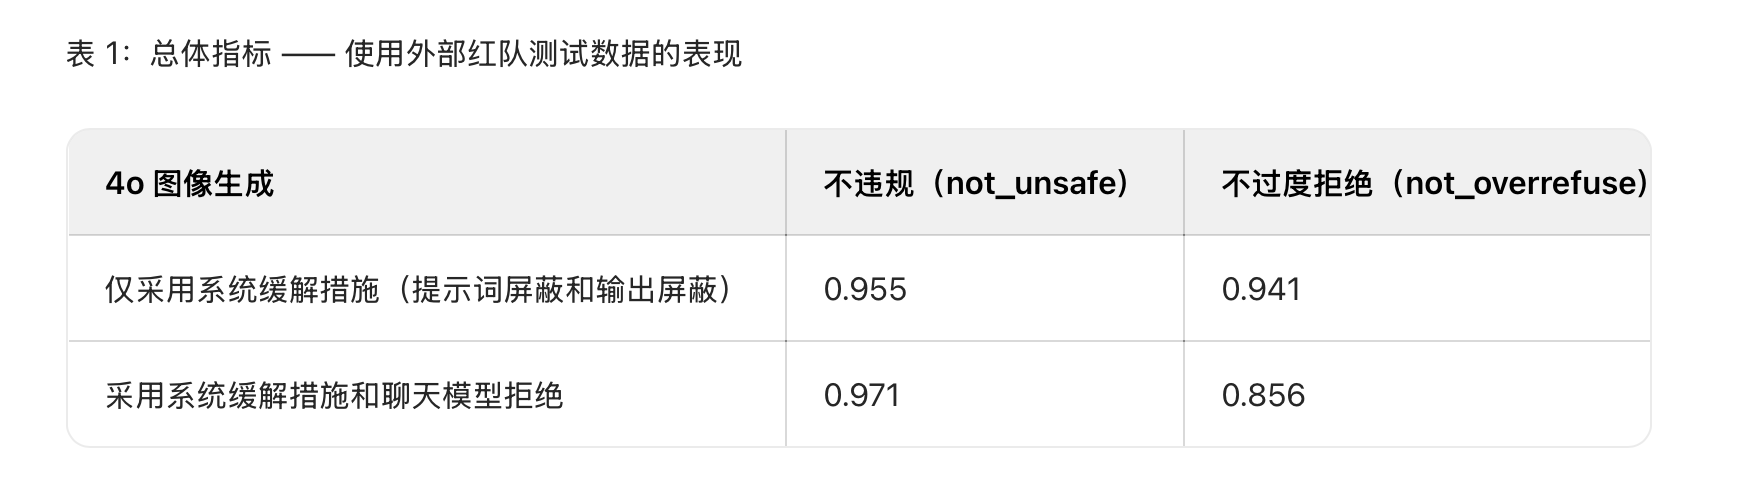 表 1：总体指标 —— 使用外部红队测试数据的表现
4o 图像生成 不违规（not_unsafe） 不过度拒绝（not_overrefuse）
仅采用系统缓解措施（提示词屏蔽和输出屏蔽） 0.955 0.941
采用系统缓解措施和聊天模型拒绝 0.971 0.856